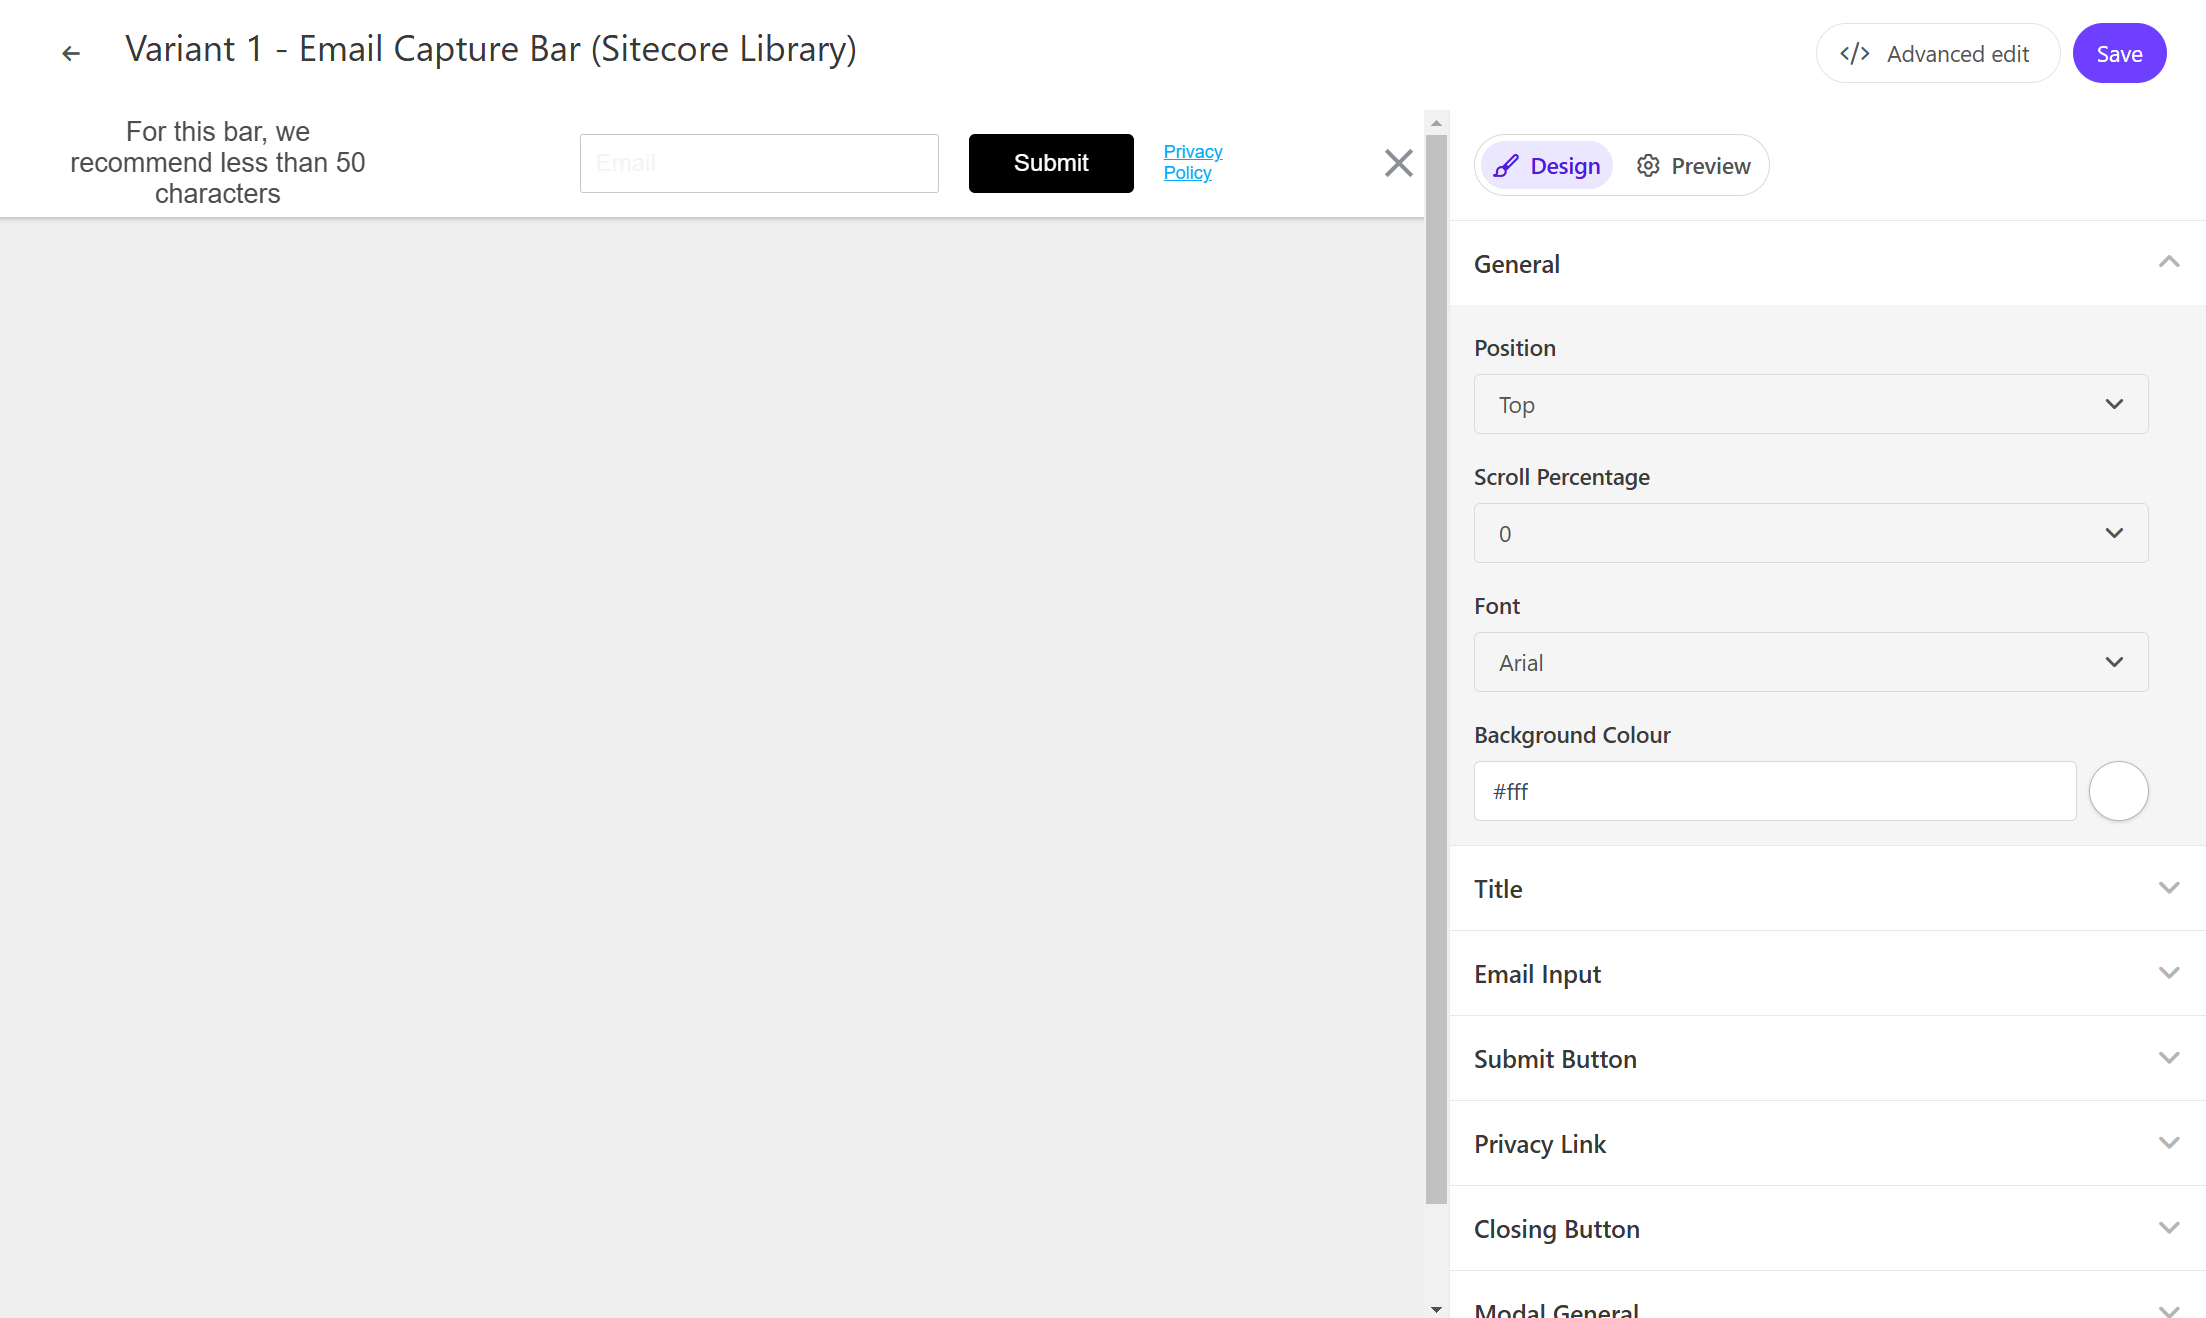 Variant 1 - Email Capture Bar (Sitecore Library)
</> Advanced edit
Save
For this bar, we
recommend less than 50
characters
Email
Submit
Privacy
Policy
Design
Preview
General
Position
Top
Scroll Percentage
0
Font
Arial
Background Colour
#fff
Title
Email Input
Submit Button
Privacy Link
Closing Button
Modal General